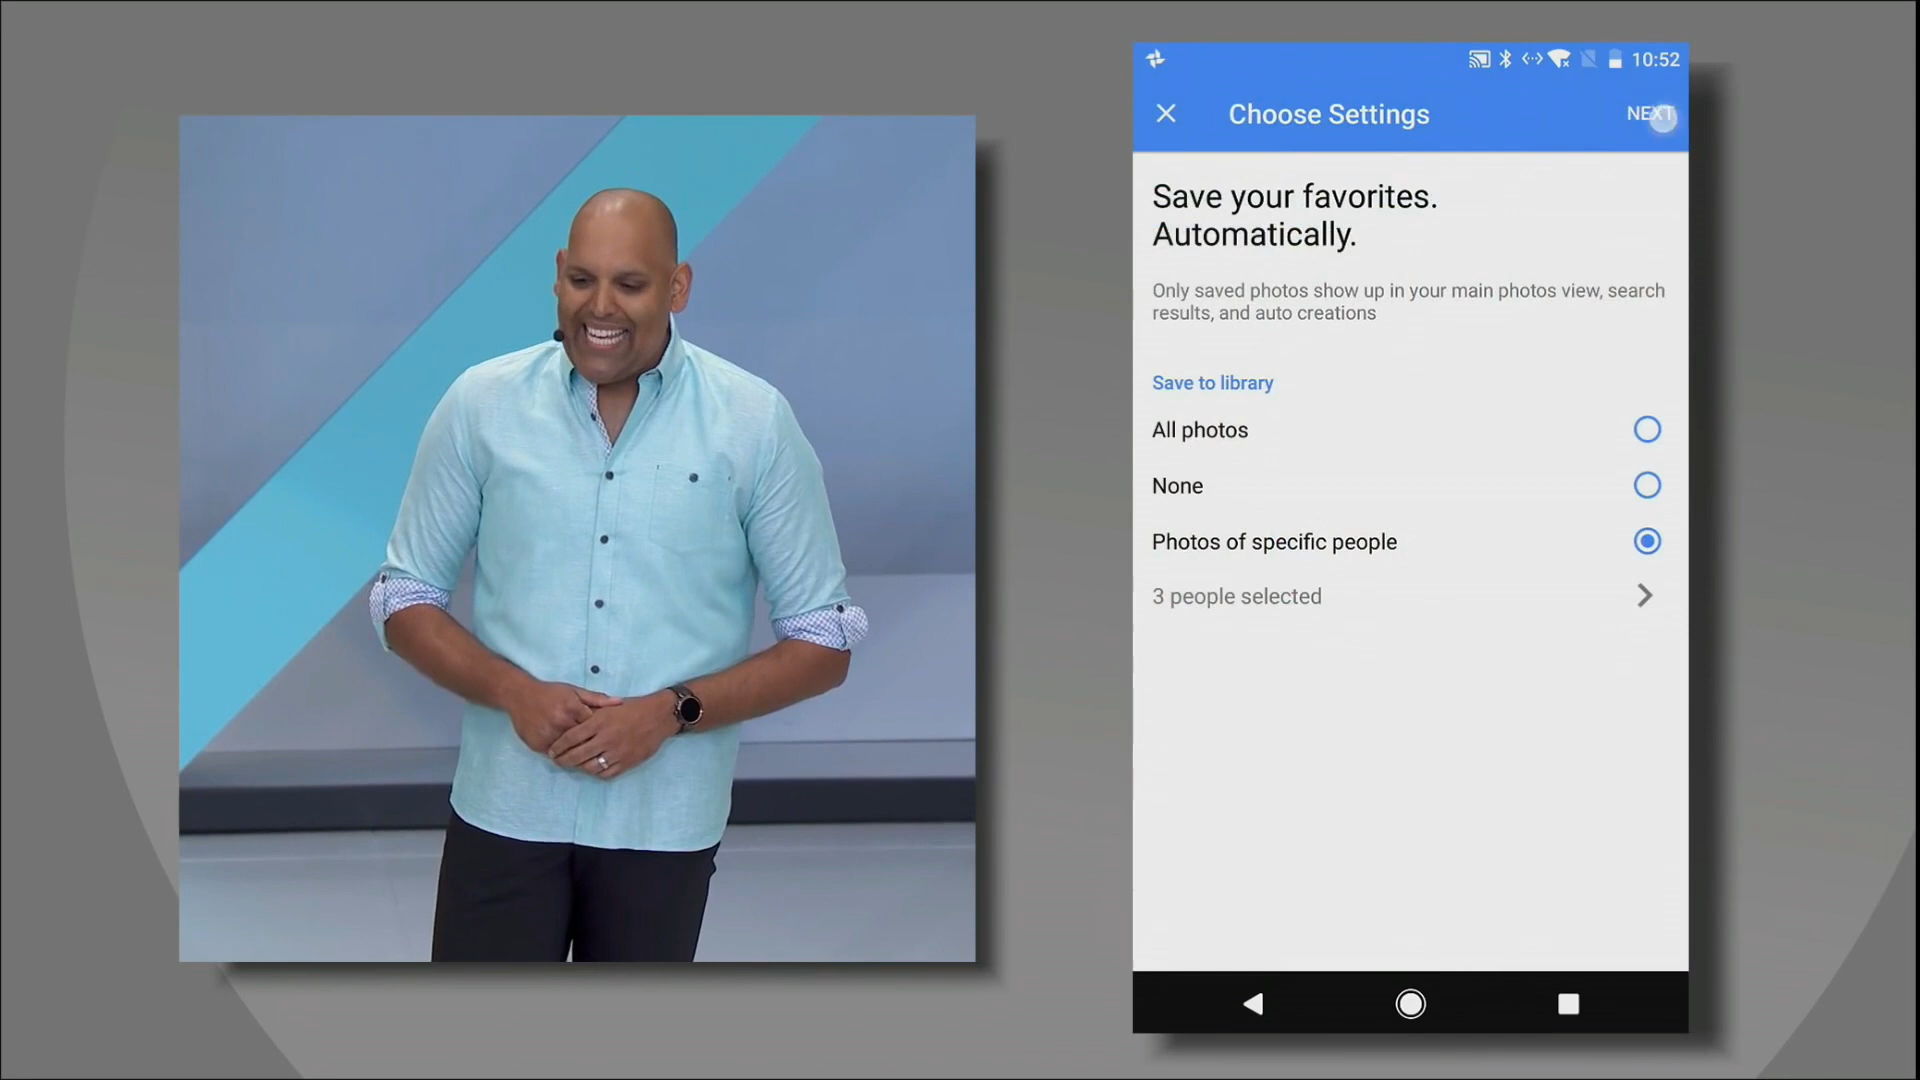 10:52
Choose Settings
NEXT
Save your favorites.
Automatically.
Only saved photos show up in your main photos view, search
results, and auto creations
Save to library
All photos
None
Photos of specific people
3 people selected